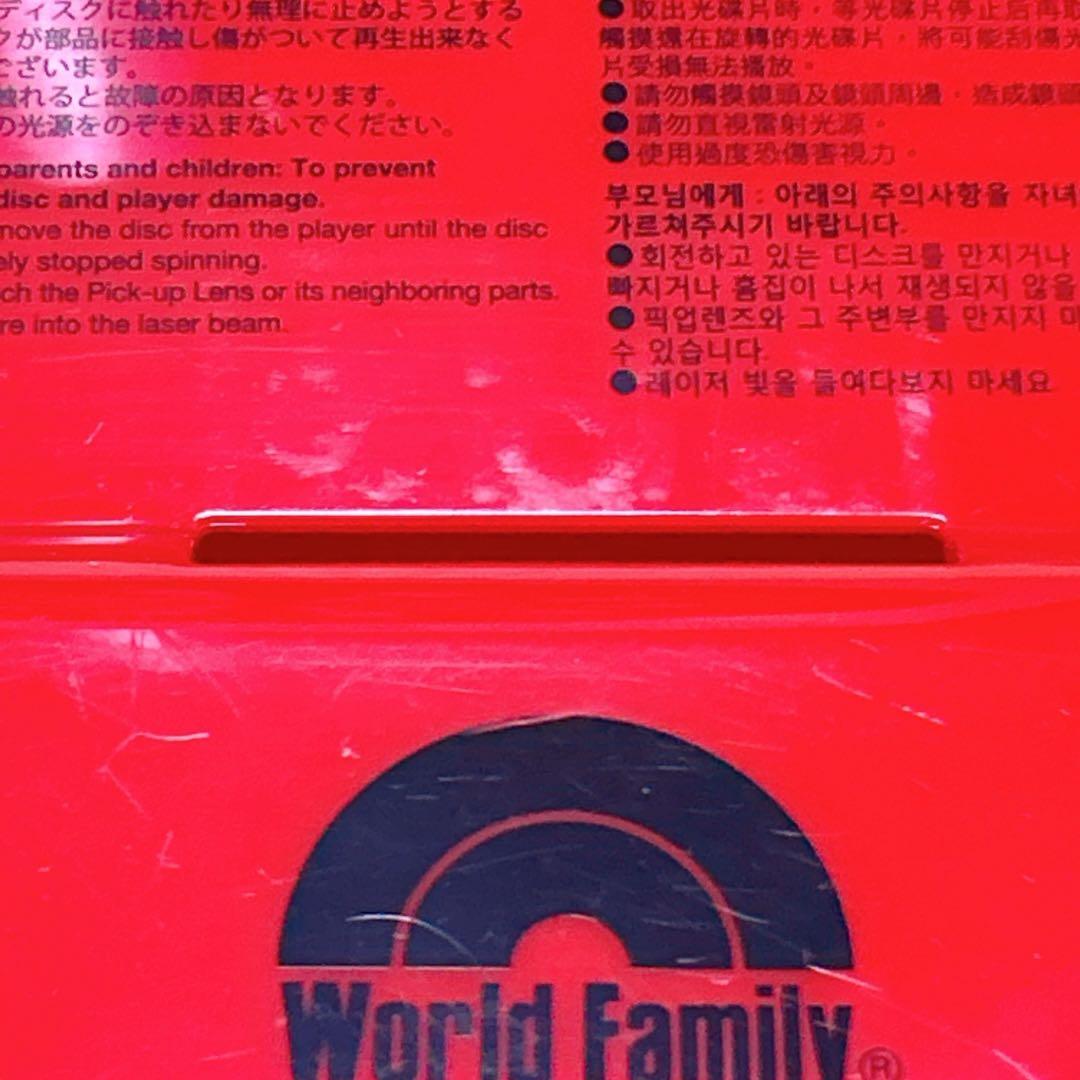 ディスクに触れたり無理に止めようとする
クが部品に接触し傷がついて再生出来なく
ございます。
触れると故障の原因となります。
の光源をのぞき込まないでください。
parents and children: To prevent
disc and player damage.
move the disc from the player until the disc
ely stopped spinning.
ch the Pick-up Lens or its neighboring parts.
re into the laser beam.
●取出光碟片時，等光碟片停止后再取
觸摸還在旋轉的光碟片，將可能刮傷光
片受損無法播放。
●請勿觸摸鏡頭及鏡頭周邊，造成鏡頭
●請勿直視雷射光源。
●使用過度恐傷害視力。
부모님에게 : 아래의 주의사항을 자녀
가르쳐주시기 바랍니다.
●회전하고 있는 디스크를 만지거나
빠지거나 흠집이 나서 재생되지 않을
●픽업렌즈와 그 주변부를 만지지 마
수 있습니다.
●레이저 빛을 들여다보지 마세요
World Family®